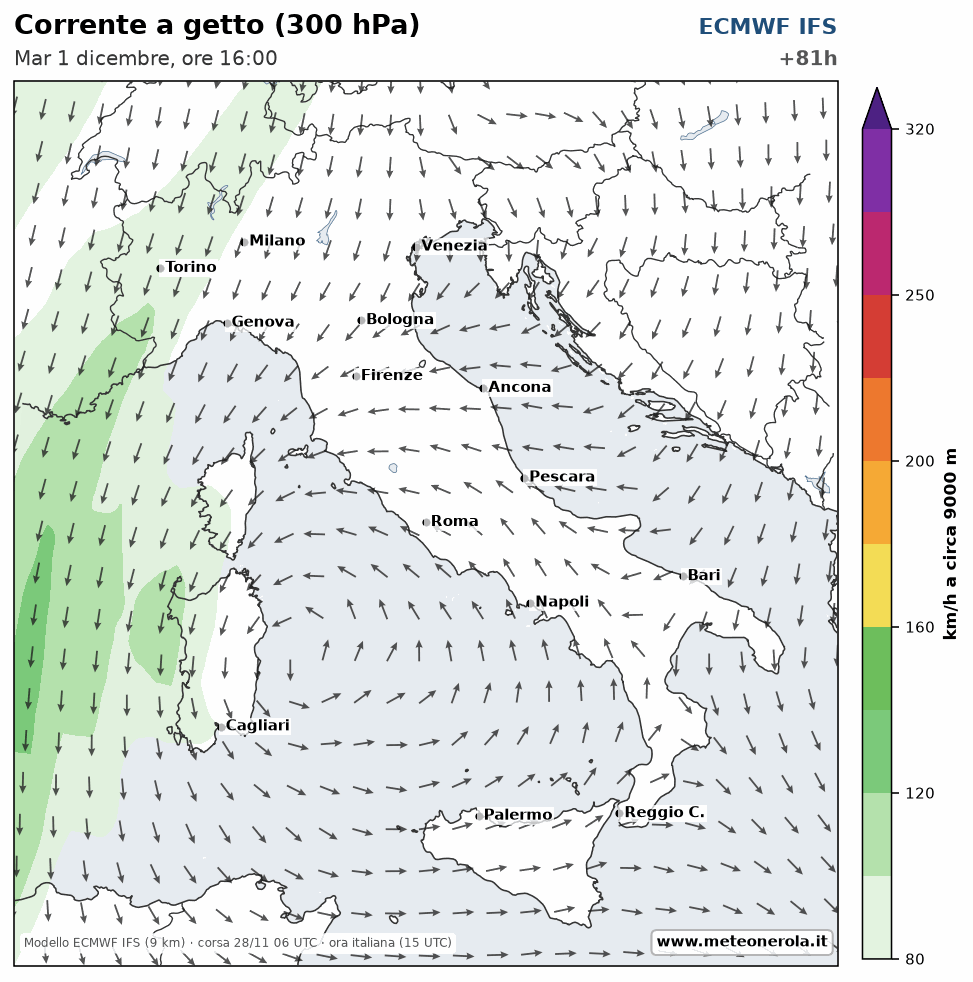 Corrente a getto (300 hPa)
ECMWF IFS
Mar 1 dicembre, ore 16:00
+81h
320
Milano
Venezia
Torino
250
Genova
Bologna
Firenze
Ancona
200
Pescara
Roma
km/h a circa 9000 m
Bari
Napoli
160
Cagliari
120
Palermo
Reggio C.
Modello ECMWF IFS (9 km) · corsa 28/11 06 UTC · ora italiana (15 UTC)
www.meteonerola.it
80